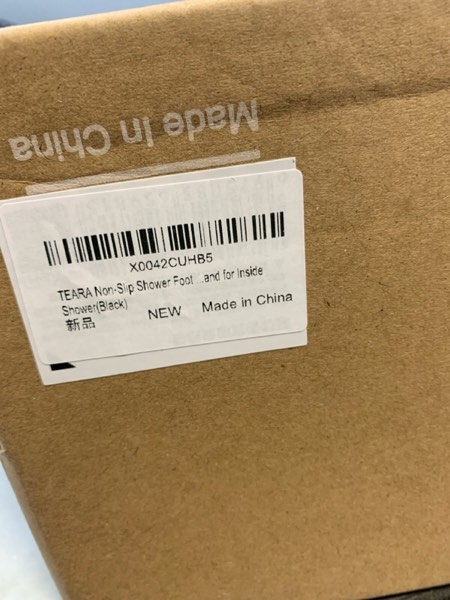 Made In China
X0042CUHB5
TEARA Non-Slip Shower Foot ...and for Inside
Shower(Black)
新品 NEW Made in China